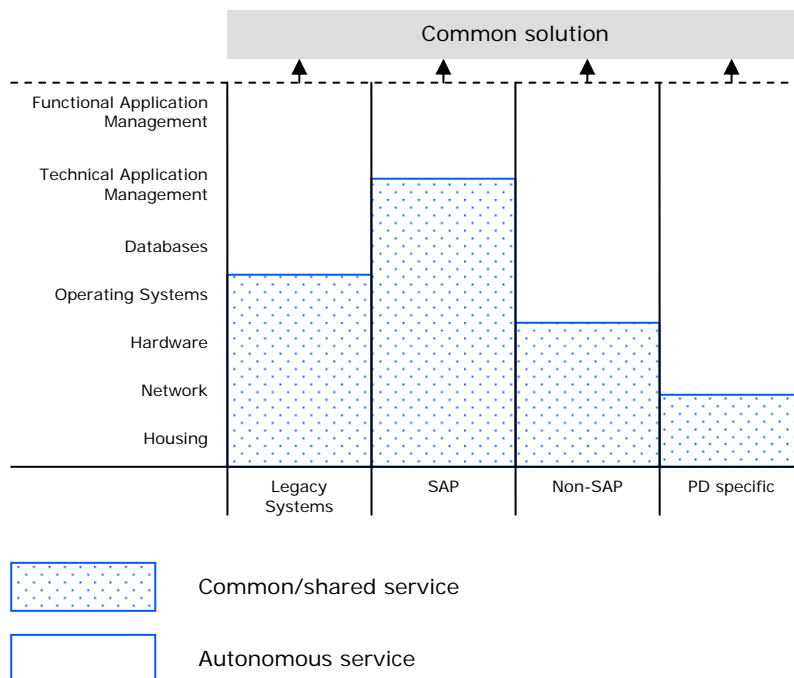 Common solution
Functional Application
Management
Technical Application
Management
Databases
Operating Systems
Hardware
Network
Housing
Legacy
Systems
SAP
Non-SAP
PD specific
Common/shared service
Autonomous service